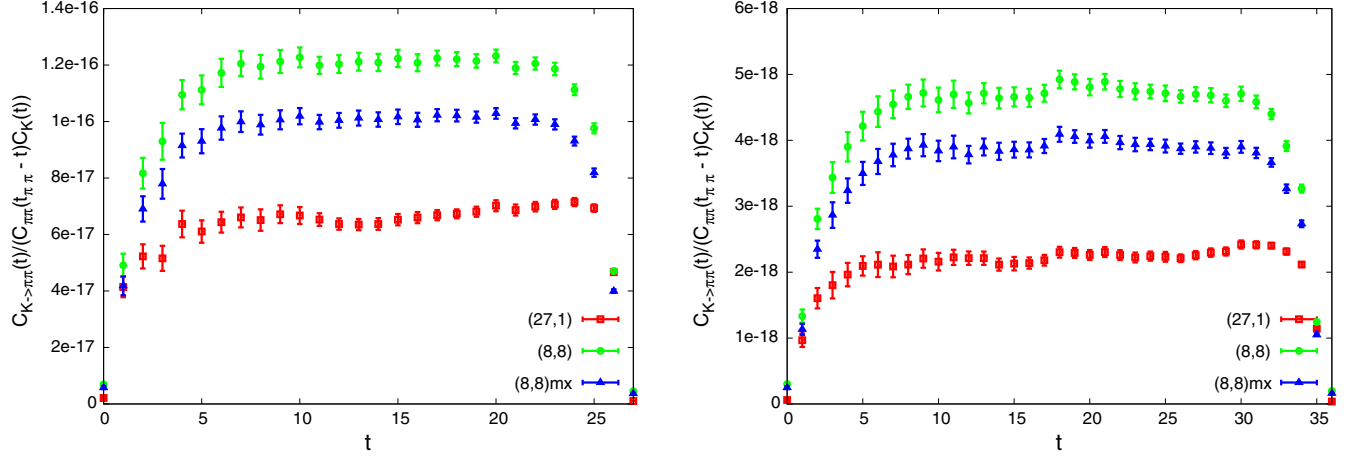 C_{K->ππ}(t)/(C_{ππ}(t_{π π} - t)C_K(t))
1.4e-16
1.2e-16
1e-16
8e-17
6e-17
4e-17
2e-17
0
(27,1)
(8,8)
(8,8)mx
0 5 10 15 20 25
t
C_{K->ππ}(t)/(C_{ππ}(t_{π π} - t)C_K(t))
6e-18
5e-18
4e-18
3e-18
2e-18
1e-18
0
(27,1)
(8,8)
(8,8)mx
0 5 10 15 20 25 30 35
t